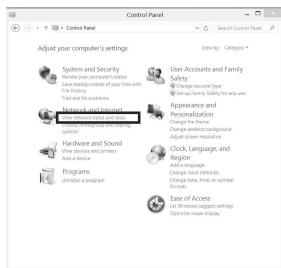 Control Panel
Control Panel
Search Control Panel
Adjust your computer's settings
View by: Category
System and Security
Review your computer's status
Save backup copies of your files with
File History
Find and fix problems
Network and Internet
View network status and tasks
Choose homegroup and sharing
options
Hardware and Sound
View devices and printers
Add a device
Programs
Uninstall a program
User Accounts and Family
Safety
Change account type
Set up Family Safety for any user
Appearance and
Personalization
Change the theme
Change desktop background
Adjust screen resolution
Clock, Language, and
Region
Add a language
Change input methods
Change date, time, or number
formats
Ease of Access
Let Windows suggest settings
Optimize visual display